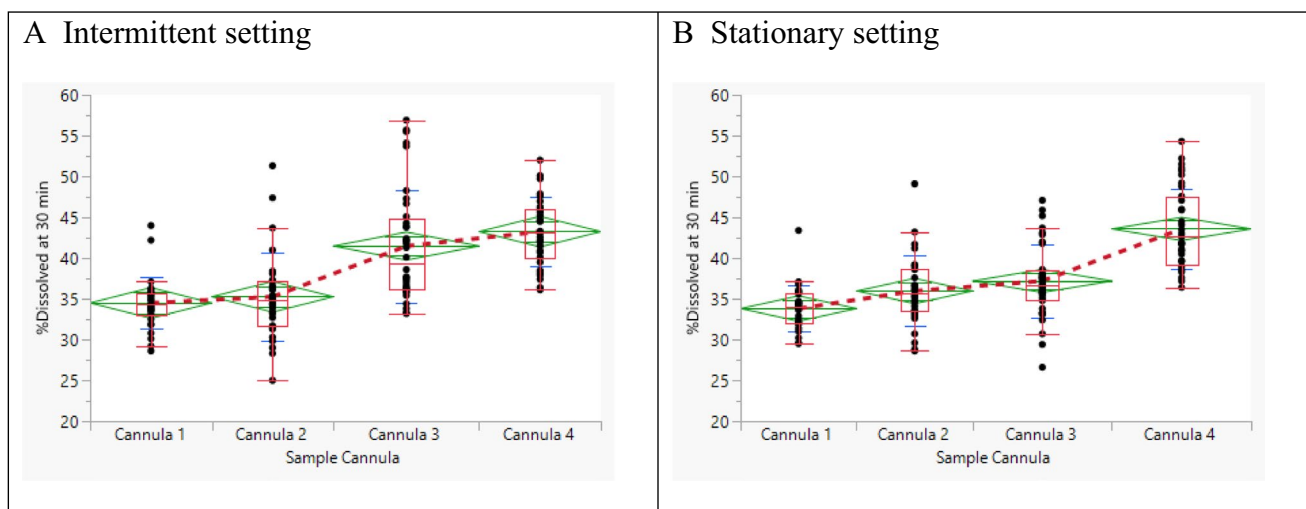 A Intermittent setting
%Dissolved at 30 min
60
55
50
45
40
35
30
25
20
Cannula 1 Cannula 2 Cannula 3 Cannula 4
Sample Cannula
B Stationary setting
%Dissolved at 30 min
60
55
50
45
40
35
30
25
20
Cannula 1 Cannula 2 Cannula 3 Cannula 4
Sample Cannula